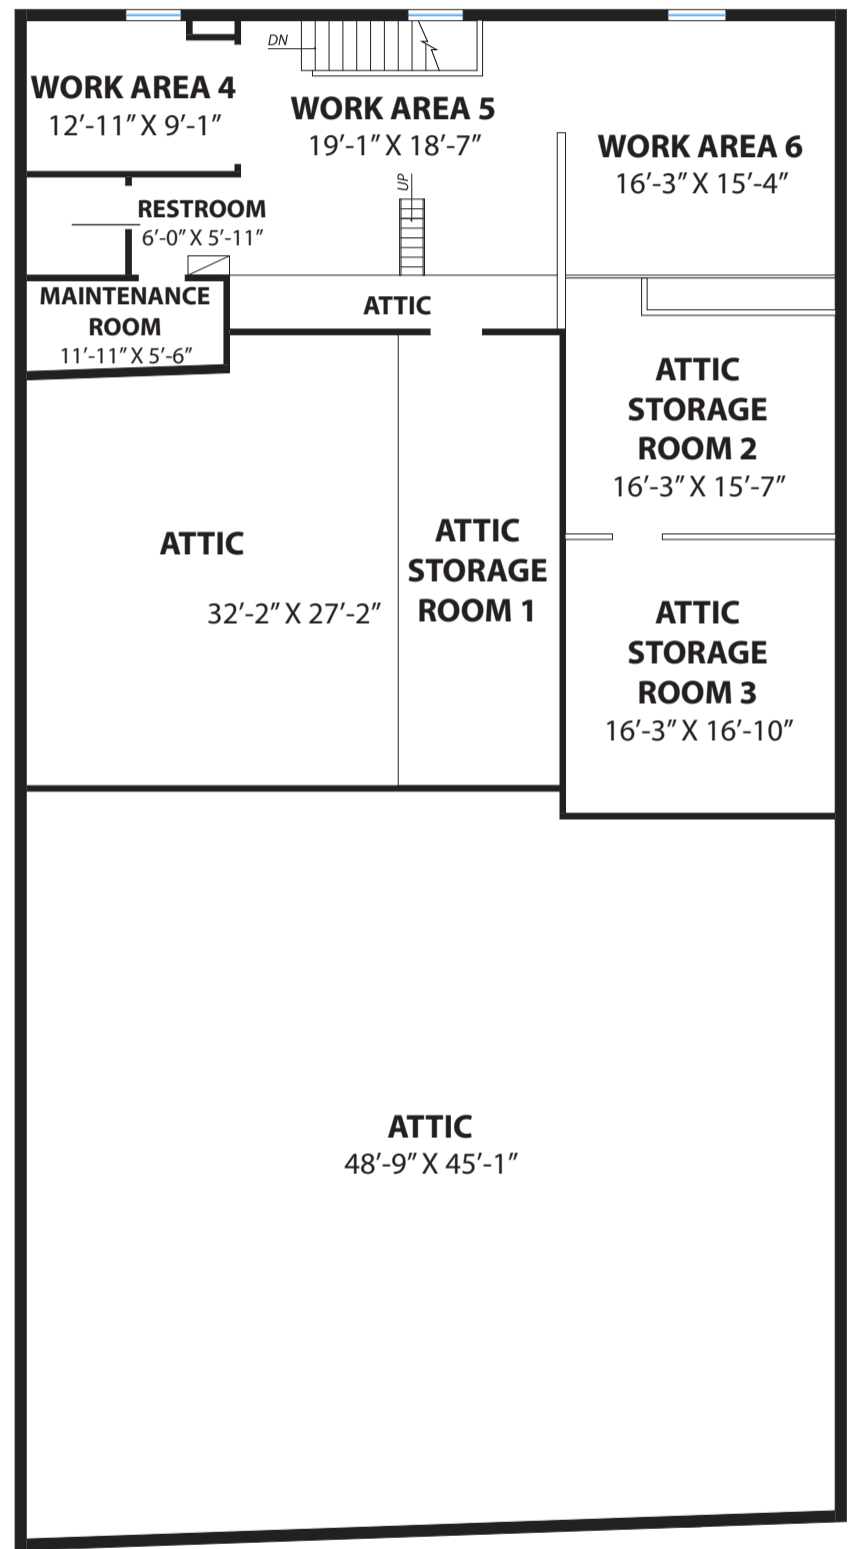 DN
WORK AREA 4
12’-11” X 9’-1”
WORK AREA 5
19’-1” X 18’-7”
WORK AREA 6
16’-3” X 15’-4”
UP
RESTROOM
6’-0” X 5’-11”
MAINTENANCE
ROOM
11’-11” X 5’-6”
ATTIC
ATTIC
STORAGE
ROOM 2
16’-3” X 15’-7”
ATTIC
32’-2” X 27’-2”
ATTIC
STORAGE
ROOM 1
ATTIC
STORAGE
ROOM 3
16’-3” X 16’-10”
ATTIC
48’-9” X 45’-1”